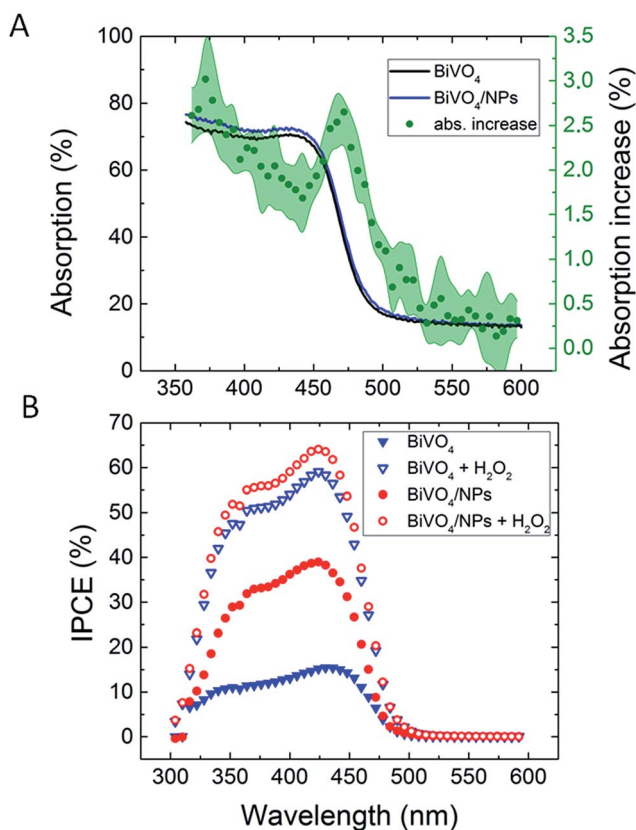 A
Absorption (%)
100
80
60
40
20
0
BiVO₄
BiVO₄/NPs
abs. increase
3.5
3.0
2.5
2.0
1.5
1.0
0.5
0.0
Absorption increase (%)
350 400 450 500 550 600
B
IPCE (%)
70
60
50
40
30
20
10
0
BiVO₄
BiVO₄ + H₂O₂
BiVO₄/NPs
BiVO₄/NPs + H₂O₂
300 350 400 450 500 550 600
Wavelength (nm)